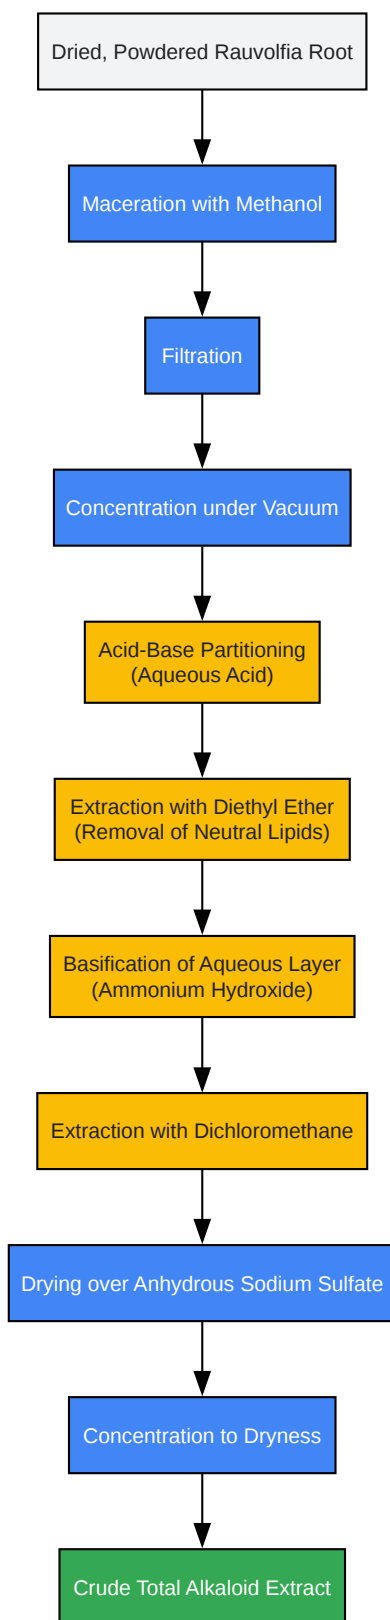 Dried, Powdered Rauvolfia Root
Maceration with Methanol
Filtration
Concentration under Vacuum
Acid-Base Partitioning
(Aqueous Acid)
Extraction with Diethyl Ether
(Removal of Neutral Lipids)
Basification of Aqueous Layer
(Ammonium Hydroxide)
Extraction with Dichloromethane
Drying over Anhydrous Sodium Sulfate
Concentration to Dryness
Crude Total Alkaloid Extract